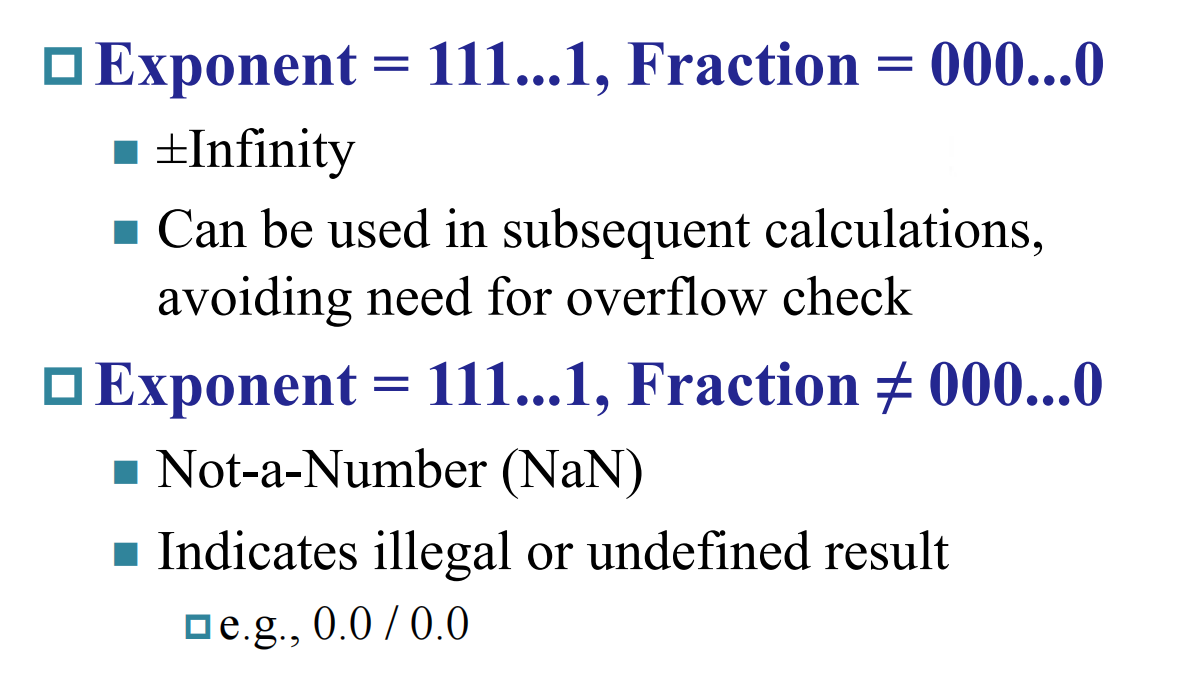 Exponent = 111...1, Fraction = 000...0
±Infinity
Can be used in subsequent calculations,
avoiding need for overflow check
Exponent = 111...1, Fraction ≠ 000...0
Not-a-Number (NaN)
Indicates illegal or undefined result
e.g., 0.0 / 0.0